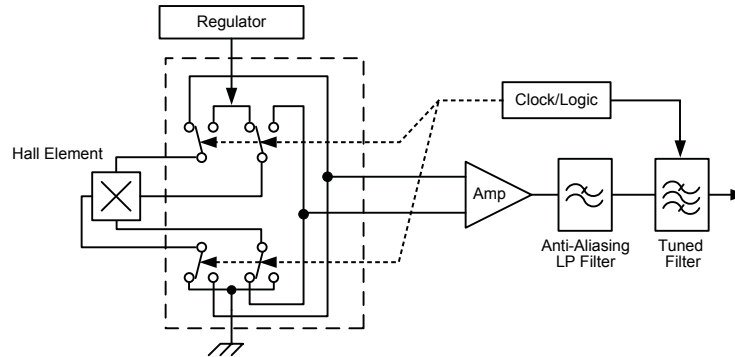 Regulator
Clock/Logic
Hall Element
Amp
Anti-Aliasing
LP Filter
Tuned
Filter